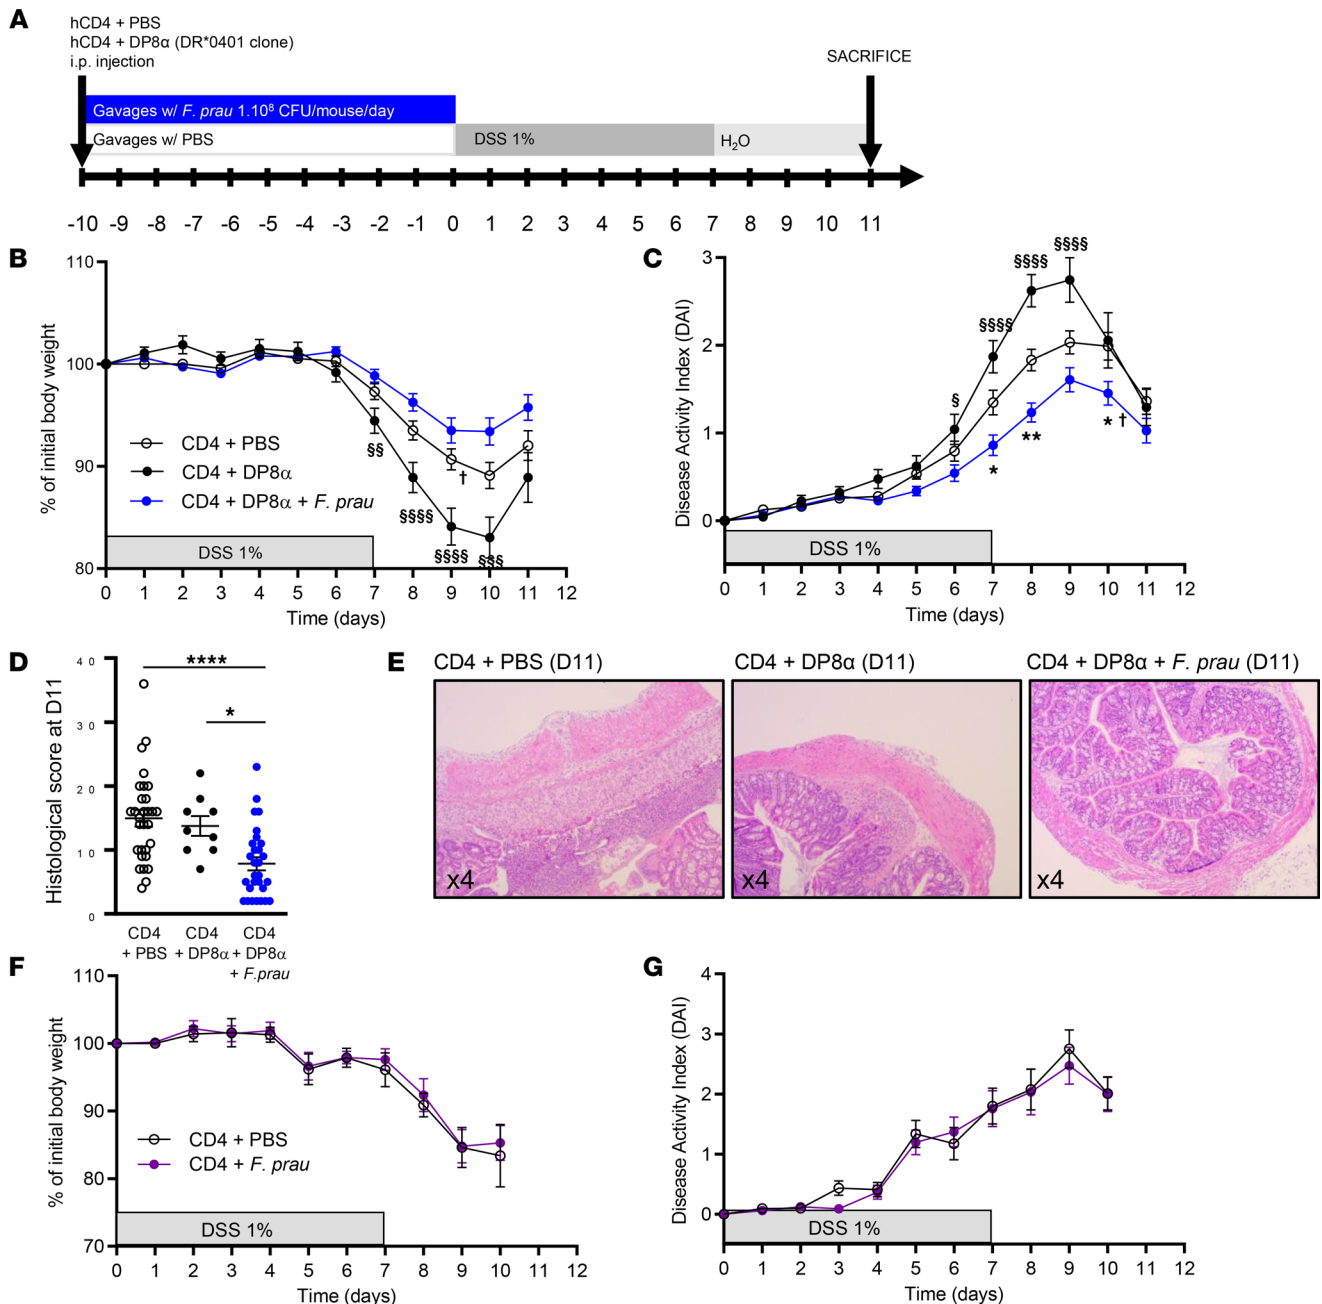 A
hCD4 + PBS
hCD4 + DP8α (DR*0401 clone)
i.p. injection
SACRIFICE
Gavages w/ F. prau 1.10⁸ CFU/mouse/day
Gavages w/ PBS
DSS 1%
H₂O
-10 -9 -8 -7 -6 -5 -4 -3 -2 -1 0 1 2 3 4 5 6 7 8 9 10 11
B
110
100
90
80
% of initial body weight
CD4 + PBS
CD4 + DP8α
CD4 + DP8α + F. prau
§§
§§§§
†
§§§§
§§§
DSS 1%
0 1 2 3 4 5 6 7 8 9 10 11 12
Time (days)
C
3
2
1
0
Disease Activity Index (DAI)
§
§§§§
§§§§
§§§§
*
**
* †
DSS 1%
0 1 2 3 4 5 6 7 8 9 10 11 12
Time (days)
D
40
30
20
10
0
Histological score at D11
****
*
CD4 CD4 CD4
+ PBS + DP8α + DP8α
+ F.prau
E
CD4 + PBS (D11)
x4
CD4 + DP8α (D11)
x4
CD4 + DP8α + F. prau (D11)
x4
F
110
100
90
80
70
% of initial body weight
CD4 + PBS
CD4 + F. prau
DSS 1%
0 1 2 3 4 5 6 7 8 9 10 11 12
Time (days)
G
4
3
2
1
0
Disease Activity Index (DAI)
DSS 1%
0 1 2 3 4 5 6 7 8 9 10 11 12
Time (days)